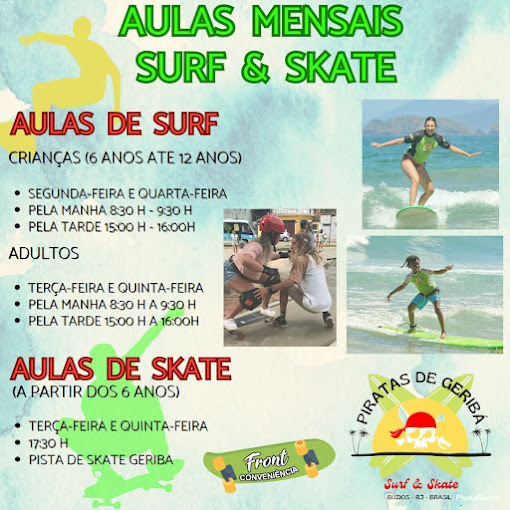 AULAS MENSAIS
SURF & SKATE
AULAS DE SURF
CRIANÇAS (6 ANOS ATE 12 ANOS)
• SEGUNDA-FEIRA E QUARTA-FEIRA
• PELA MANHA 8:30 H - 9:30 H
• PELA TARDE 15:00 H - 16:00H
ADULTOS
• TERÇA-FEIRA E QUINTA-FEIRA
• PELA MANHA 8:30 H A 9:30 H
• PELA TARDE 15:00 H A 16:00H
AULAS DE SKATE
(A PARTIR DOS 6 ANOS)
• TERÇA-FEIRA E QUINTA-FEIRA
• 17:30 H
• PISTA DE SKATE GERIBA
Front
CONVENIÊNCIA
PIRATAS DE GERIBÁ
Surf & Skate
BUZIOS - RJ - BRASIL